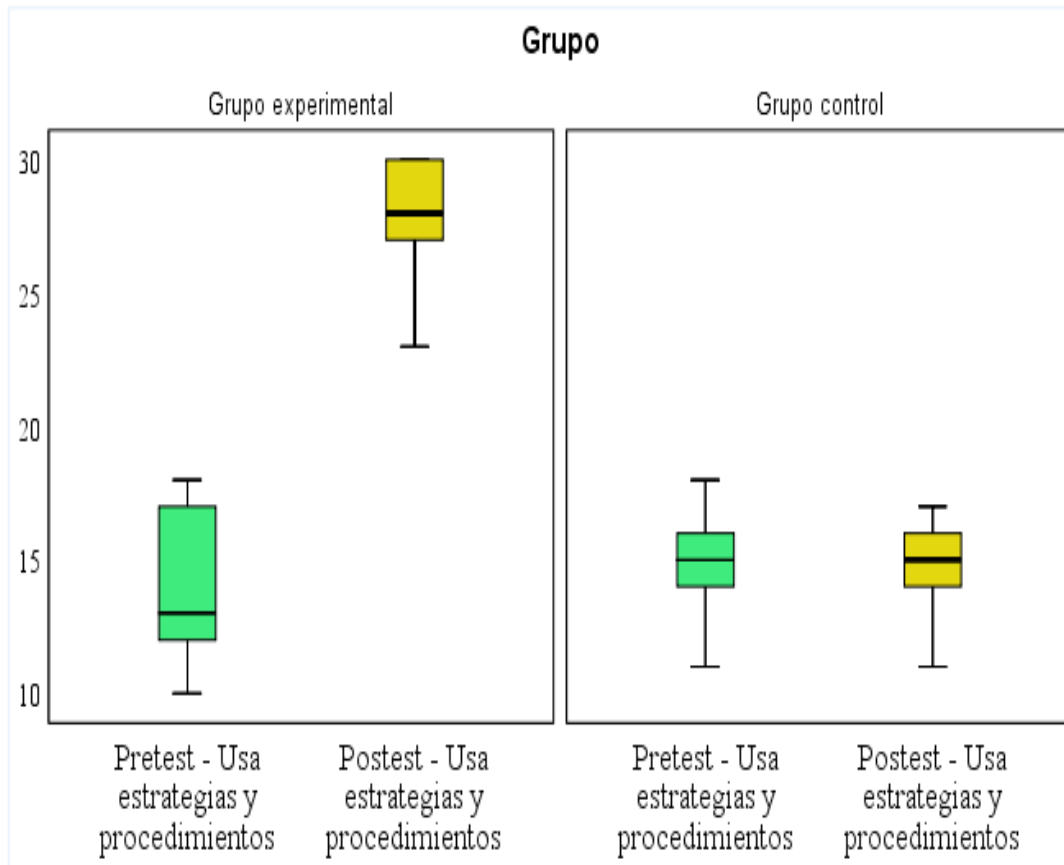 Grupo
Grupo experimental
Grupo control
30
25
20
15
10
Pretest - Usa
estrategias y
procedimientos
Postest - Usa
estrategias y
procedimientos
Pretest - Usa
estrategias y
procedimientos
Postest - Usa
estrategias y
procedimientos